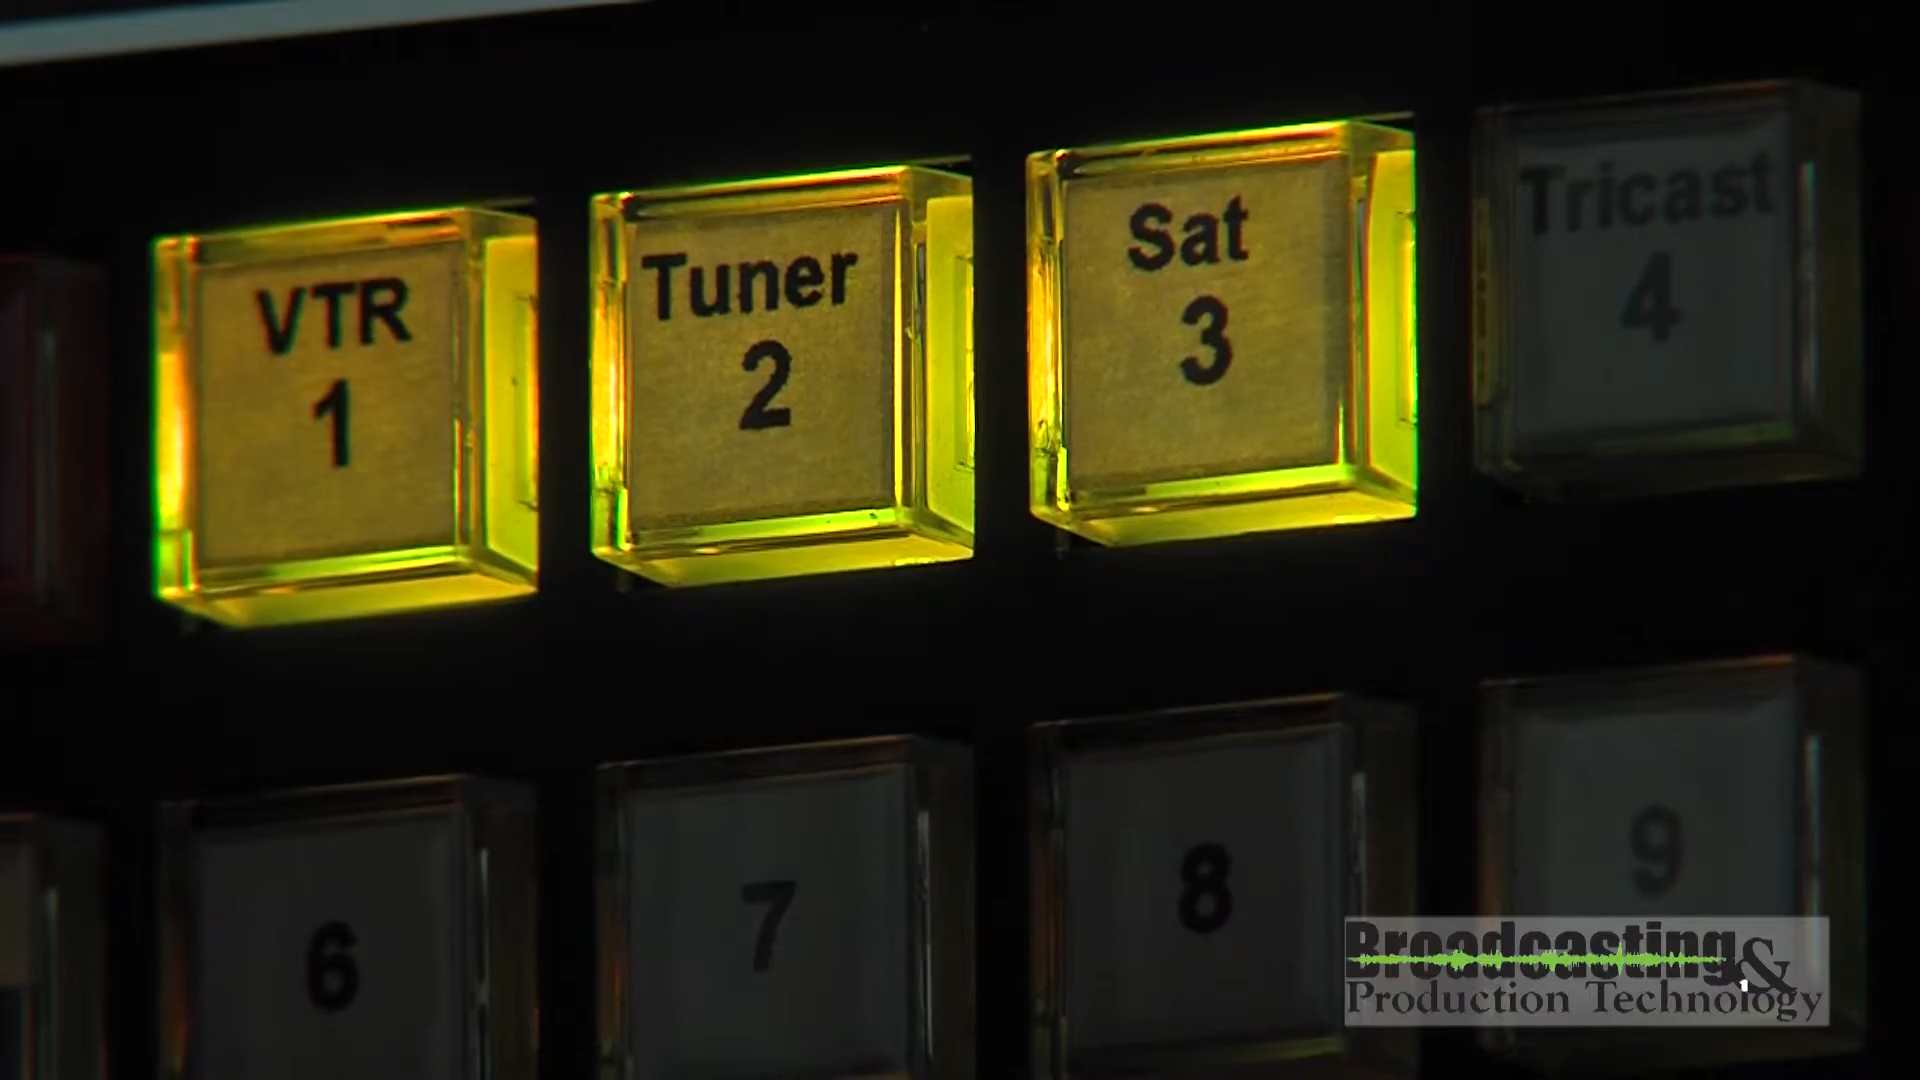 VTR
1
Tuner
2
Sat
3
Tricast
4
6
7
8
9
Broadcasting &
Production Technology